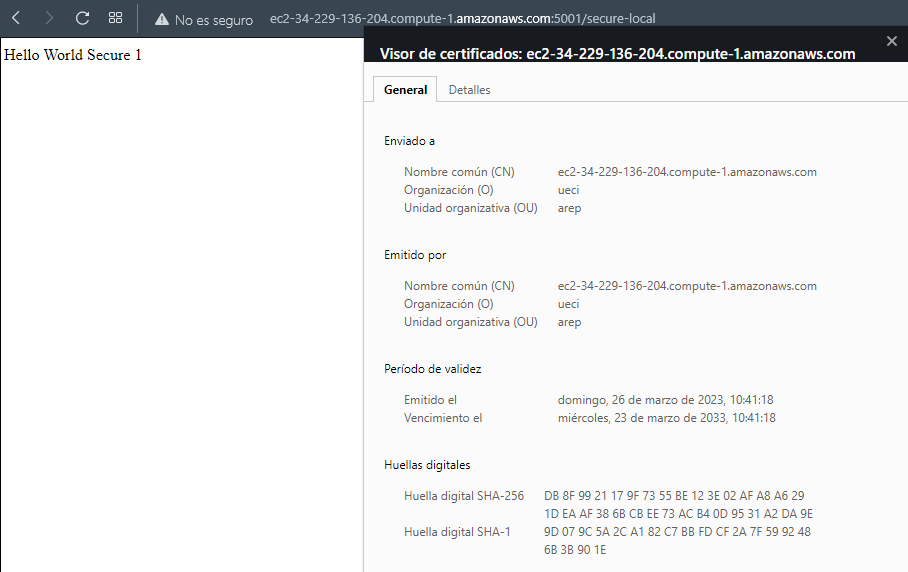 No es seguro ec2-34-229-136-204.compute-1.amazonaws.com:5001/secure-local
Hello World Secure 1
Visor de certificados: ec2-34-229-136-204.compute-1.amazonaws.com
General Detalles
Enviado a
Nombre común (CN) ec2-34-229-136-204.compute-1.amazonaws.com
Organización (O) ueci
Unidad organizativa (OU) arep
Emitido por
Nombre común (CN) ec2-34-229-136-204.compute-1.amazonaws.com
Organización (O) ueci
Unidad organizativa (OU) arep
Período de validez
Emitido el domingo, 26 de marzo de 2023, 10:41:18
Vencimiento el miércoles, 23 de marzo de 2033, 10:41:18
Huellas digitales
Huella digital SHA-256 DB 8F 99 21 17 9F 73 55 BE 12 3E 02 AF A8 A6 29
1D EA AF 38 6B CB EE 73 AC B4 0D 95 31 A2 DA 9E
Huella digital SHA-1 9D 07 9C 5A 2C A1 82 C7 BB FD CF 2A 7F 59 92 48
6B 3B 90 1E